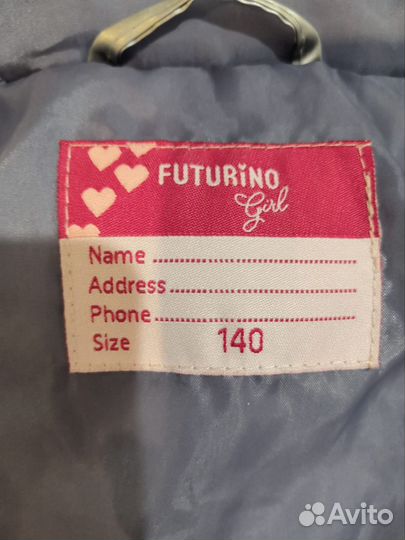 FUTURiNO
Girl
Name
Address
Phone
Size 140
Avito